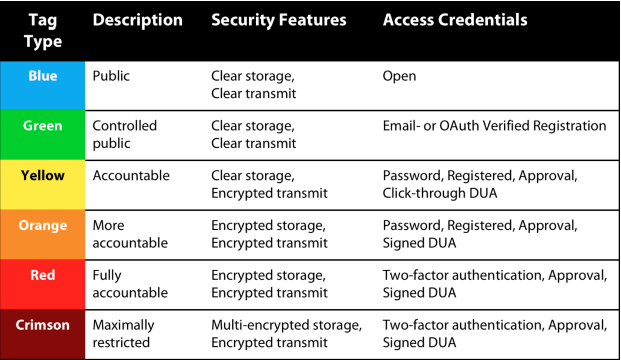 Tag Type Description Security Features Access Credentials
Blue Public Clear storage, Open
Clear transmit
Green Controlled Clear storage, Email- or OAuth Verified Registration
public Clear transmit
Yellow Accountable Clear storage, Password, Registered, Approval,
Encrypted transmit Click-through DUA
Orange More Encrypted storage, Password, Registered, Approval,
accountable Encrypted transmit Signed DUA
Red Fully Encrypted storage, Two-factor authentication, Approval,
accountable Encrypted transmit Signed DUA
Crimson Maximally Multi-encrypted storage, Two-factor authentication, Approval,
restricted Encrypted transmit Signed DUA